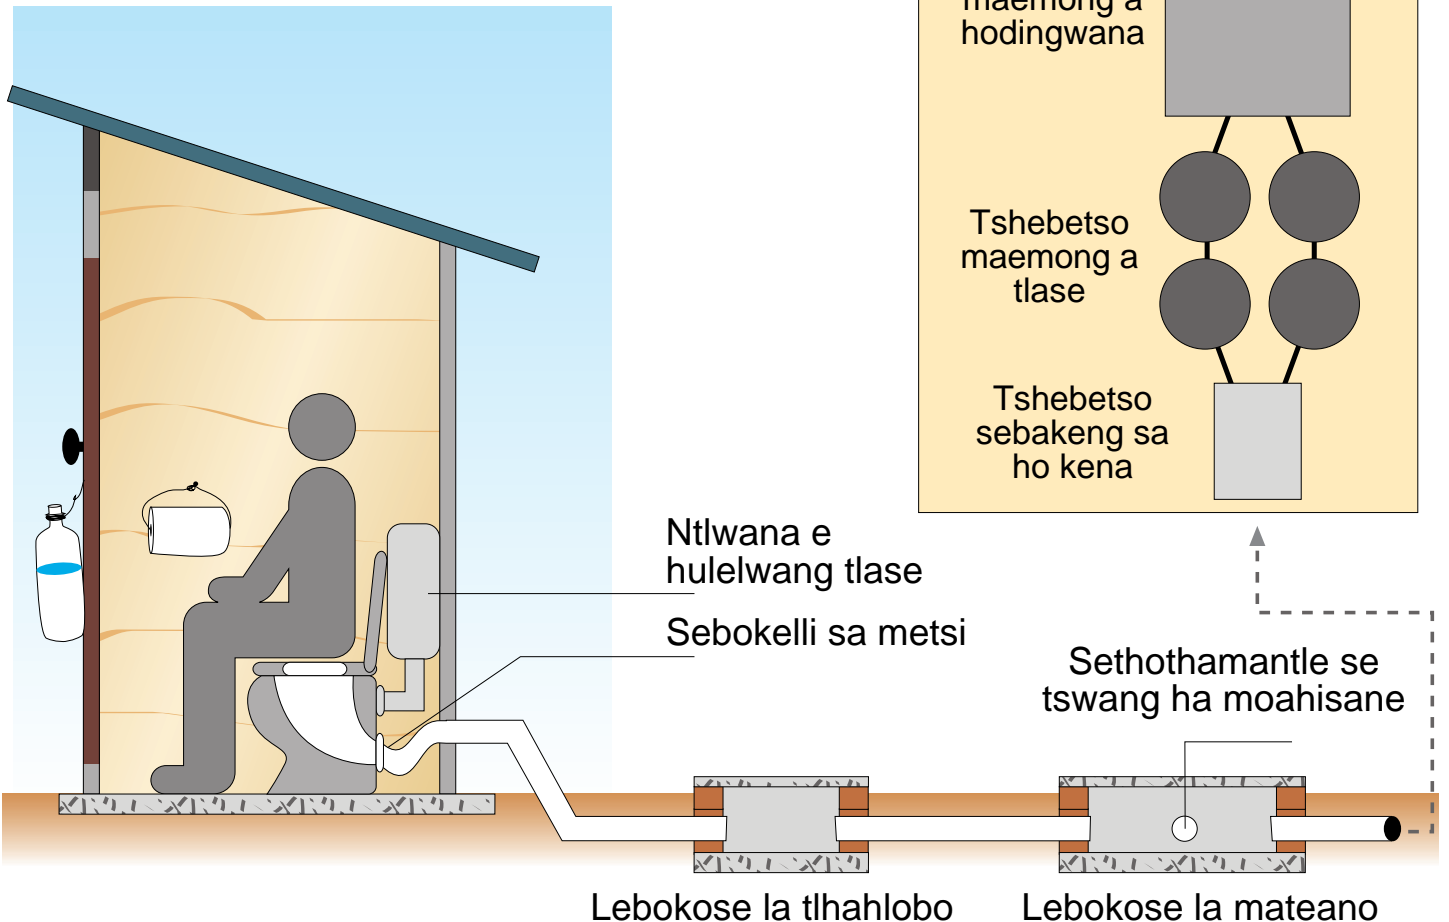 maemong a
hodingwana
Tshebetso
maemong a
tlase
Tshebetso
sebakeng sa
ho kena
Ntlwana e
hulelwang tlase
Sebokelli sa metsi
Sethothamantle se
tswang ha moahisane
Lebokose la tlhahlobo
Lebokose la mateano